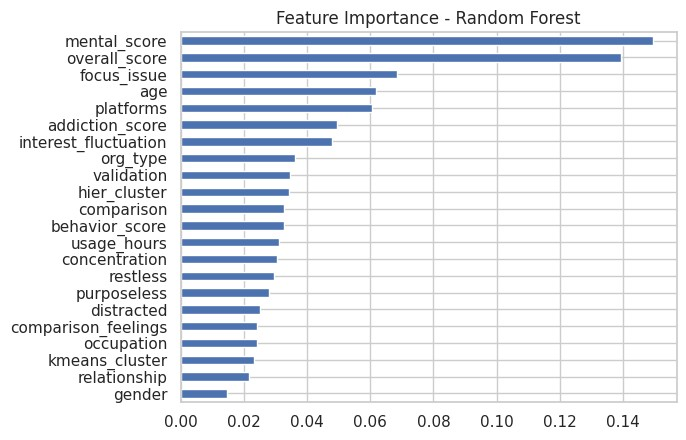 Feature Importance - Random Forest
mental_score
overall_score
focus_issue
age
platforms
addiction_score
interest_fluctuation
org_type
validation
hier_cluster
comparison
behavior_score
usage_hours
concentration
restless
purposeless
distracted
comparison_feelings
occupation
kmeans_cluster
relationship
gender
0.00 0.02 0.04 0.06 0.08 0.10 0.12 0.14